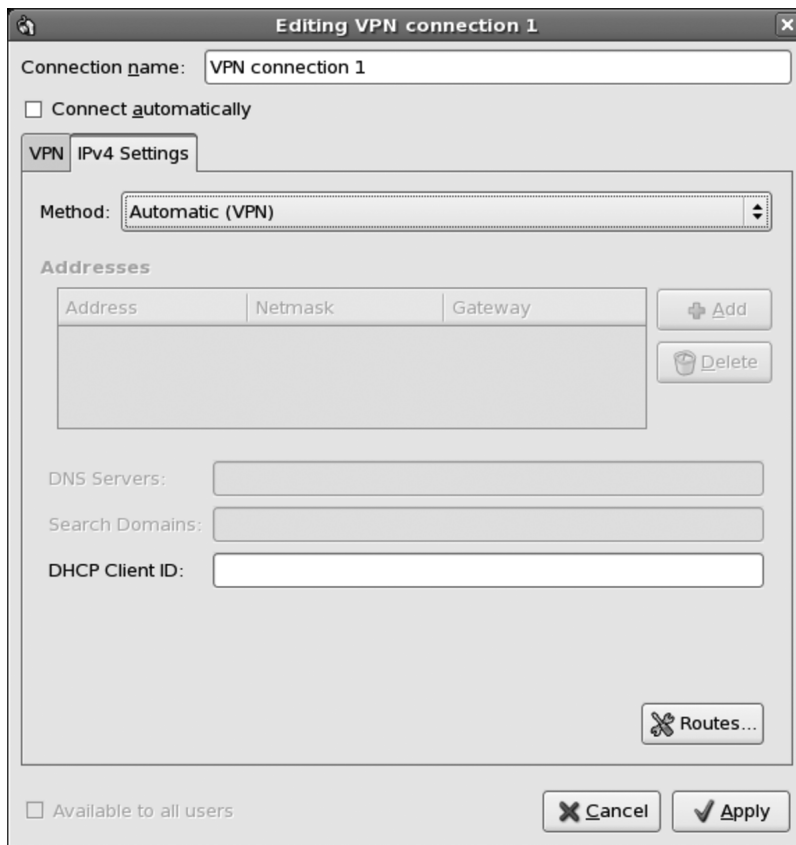 Editing VPN connection 1
Connection name: VPN connection 1
Connect automatically
VPN IPv4 Settings
Method: Automatic (VPN)
Addresses
Address Netmask Gateway
Add
Delete
DNS Servers:
Search Domains:
DHCP Client ID:
Routes...
Available to all users Cancel Apply